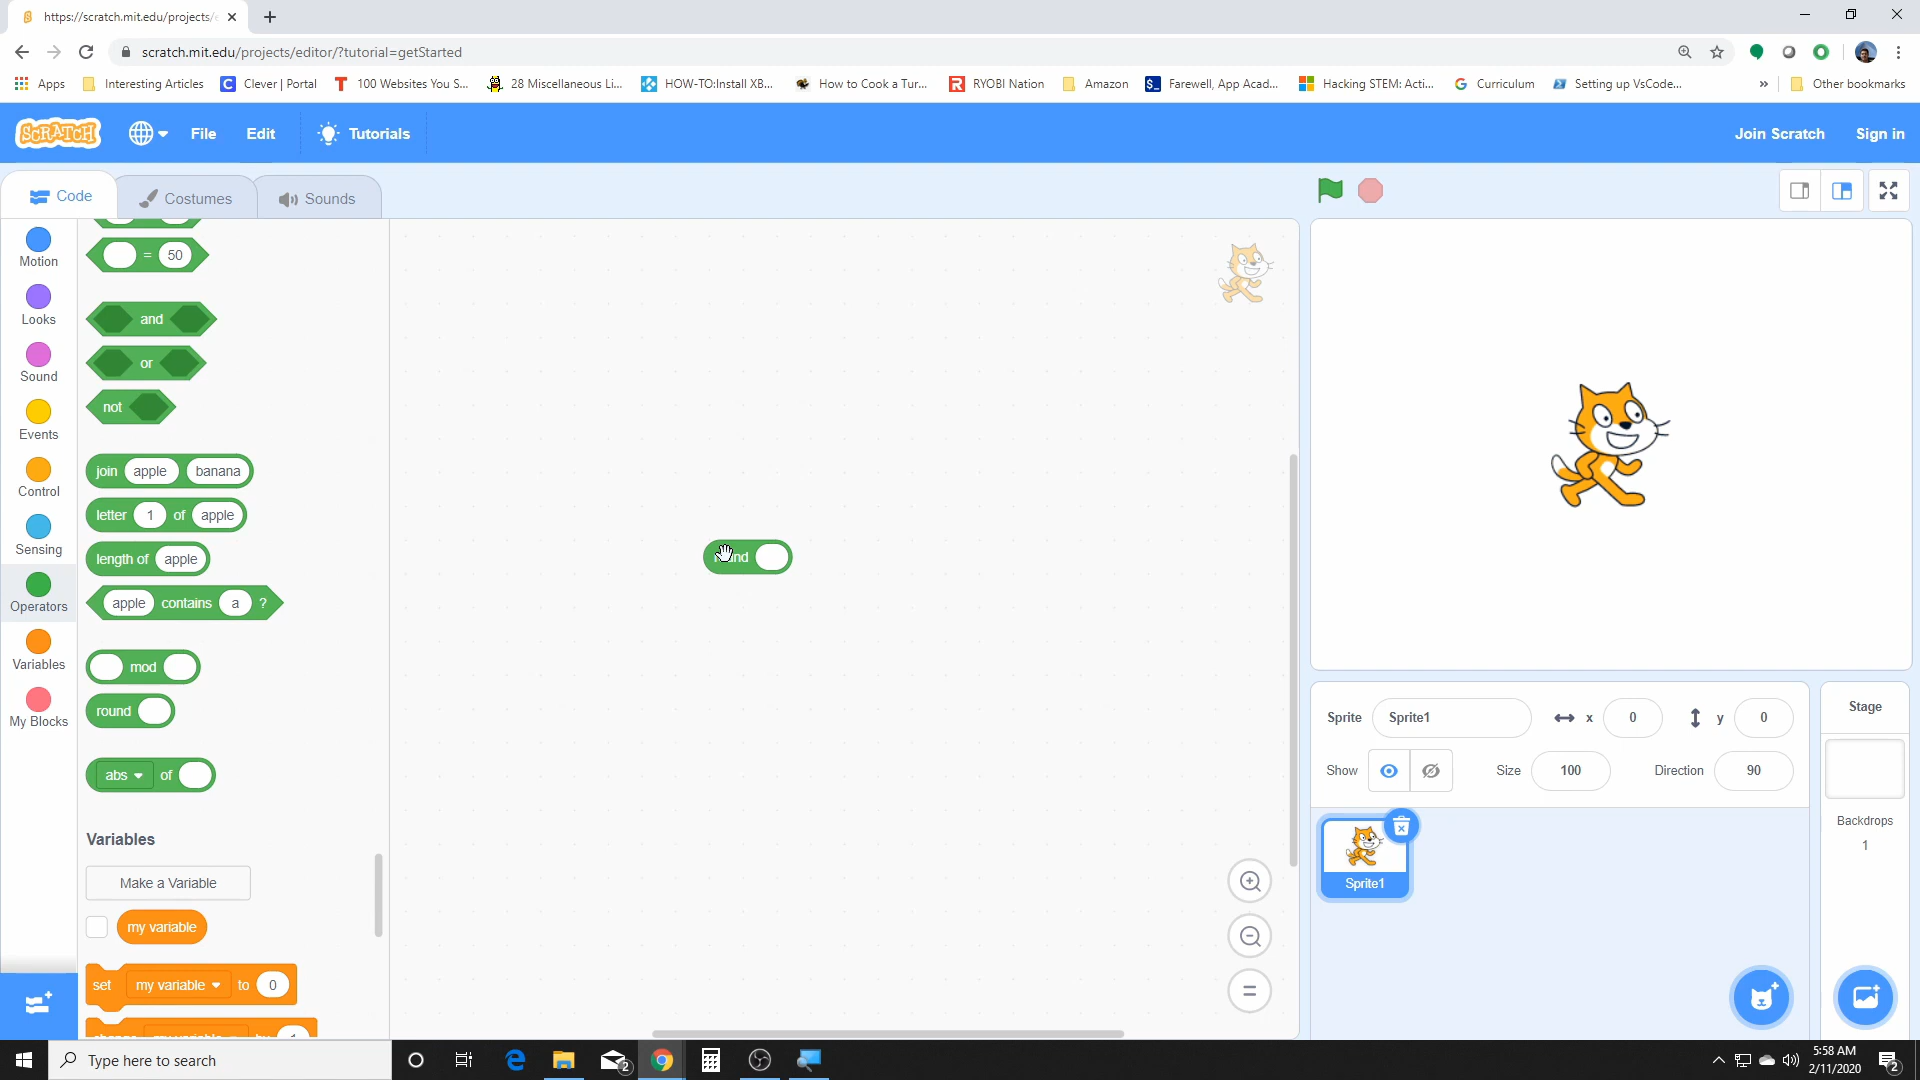 https://scratch.mit.edu/projects/e
scratch.mit.edu/projects/editor/?tutorial=getStarted
Apps Interesting Articles Clever | Portal 100 Websites You S... 28 Miscellaneous Li... HOW-TO:Install XB... How to Cook a Tur... RYOBI Nation Amazon Farewell, App Acad... Hacking STEM: Acti... Curriculum Setting up VsCode... » Other bookmarks
SCRATCH File Edit Tutorials Join Scratch Sign in
Code Costumes Sounds
Motion
Looks
Sound
Events
Control
Sensing
Operators
Variables
My Blocks
= 50
and
or
not
join apple banana
letter 1 of apple
length of apple
apple contains a ?
mod
round
abs of
Variables
Make a Variable
my variable
set my variable to 0
Sprite Sprite1 x 0 y 0
Show Size 100 Direction 90
Sprite1
Stage
Backdrops
1
Type here to search
2
5:58 AM
2/11/2020
2